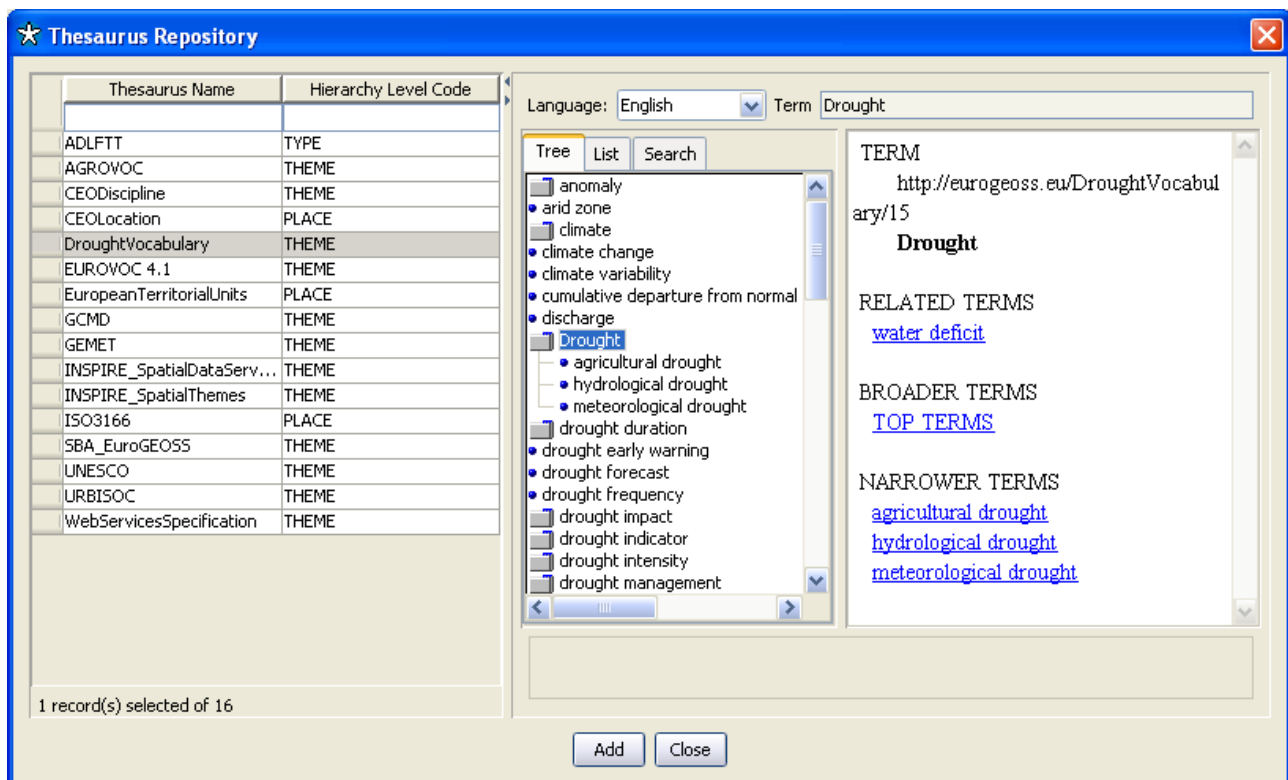 Thesaurus Repository
Thesaurus Name Hierarchy Level Code
ADLFTT TYPE
AGROVOC THEME
CEODiscipline THEME
CEOLocation PLACE
DroughtVocabulary THEME
EUROVOC 4.1 THEME
EuropeanTerritorialUnits PLACE
GCMD THEME
GEMET THEME
INSPIRE_SpatialDataServ... THEME
INSPIRE_SpatialThemes THEME
ISO3166 PLACE
SBA_EuroGEOSS THEME
UNESCO THEME
URBISOC THEME
WebServicesSpecification THEME
1 record(s) selected of 16
Language: English Term Drought
Tree List Search
anomaly
arid zone
climate
climate change
climate variability
cumulative departure from normal
discharge
Drought
agricultural drought
hydrological drought
meteorological drought
drought duration
drought early warning
drought forecast
drought frequency
drought impact
drought indicator
drought intensity
drought management
TERM
http://eurogeoss.eu/DroughtVocabul
ary/15
Drought
RELATED TERMS
water deficit
BROADER TERMS
TOP TERMS
NARROWER TERMS
agricultural drought
hydrological drought
meteorological drought
Add Close